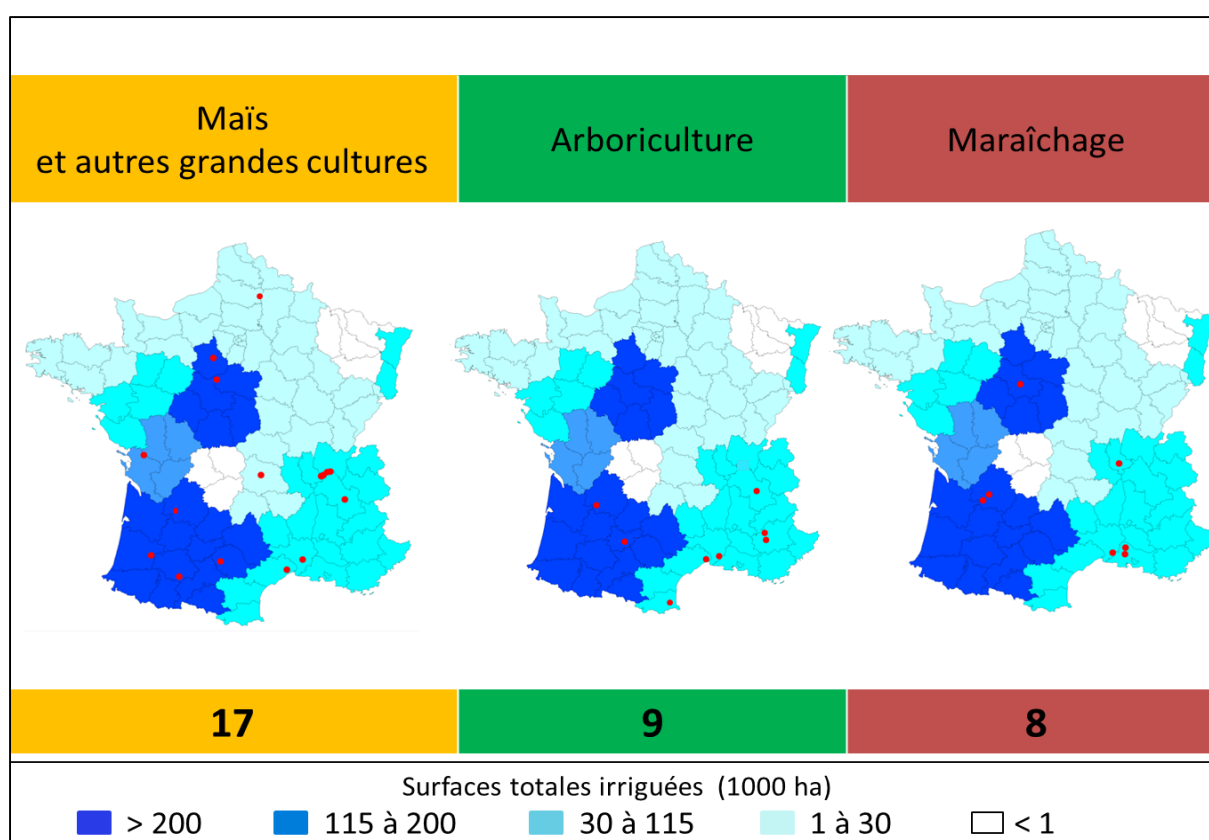 Maïs
et autres grandes cultures
Arboriculture
Maraîchage
17
9
8
Surfaces totales irriguées (1000 ha)
> 200
115 à 200
30 à 115
1 à 30
< 1